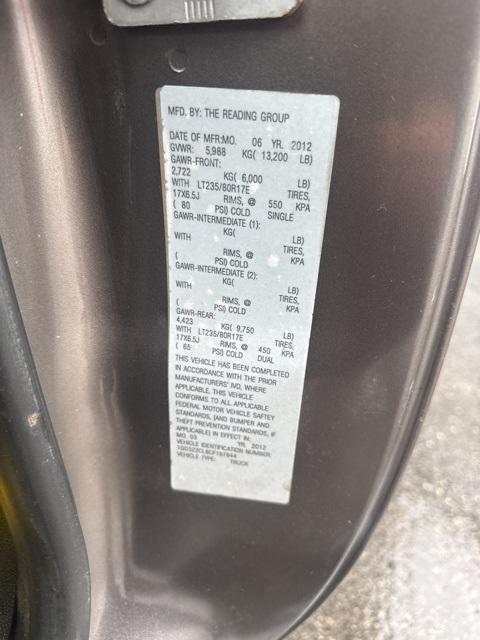 MFD. BY: THE READING GROUP
DATE OF MFR:MO. 06 YR. 2012
GVWR: 5,988 KG( 13,200 LB)
GAWR-FRONT:
2,722 KG( 6,000 LB)
WITH LT235/80R17E TIRES,
17X6.5J RIMS, @ 550 KPA
( 80 PSI) COLD SINGLE
GAWR-INTERMEDIATE (1):
KG( LB)
WITH TIRES,
RIMS, @ KPA
( PSI) COLD
GAWR-INTERMEDIATE (2):
KG( LB)
WITH TIRES,
RIMS, @ KPA
( PSI) COLD
GAWR-REAR:
4,423 KG( 9,750 LB)
WITH LT235/80R17E TIRES,
17X6.5J RIMS, @ 450 KPA
( 65 PSI) COLD DUAL
THIS VEHICLE HAS BEEN COMPLETED
IN ACCORDANCE WITH THE PRIOR
MANUFACTURERS' IVD, WHERE
APPLICABLE. THIS VEHICLE
CONFORMS TO ALL APPLICABLE
FEDERAL MOTOR VEHICLE SAFTEY
STANDARDS, [AND BUMPER AND
THEFT PREVENTION STANDARDS, IF
APPLICABLE] IN EFFECT IN:
MO. 03 YR. 2012
VEHICLE IDENTIFICATION NUMBER:
VEHICLE TYPE: TRUCK